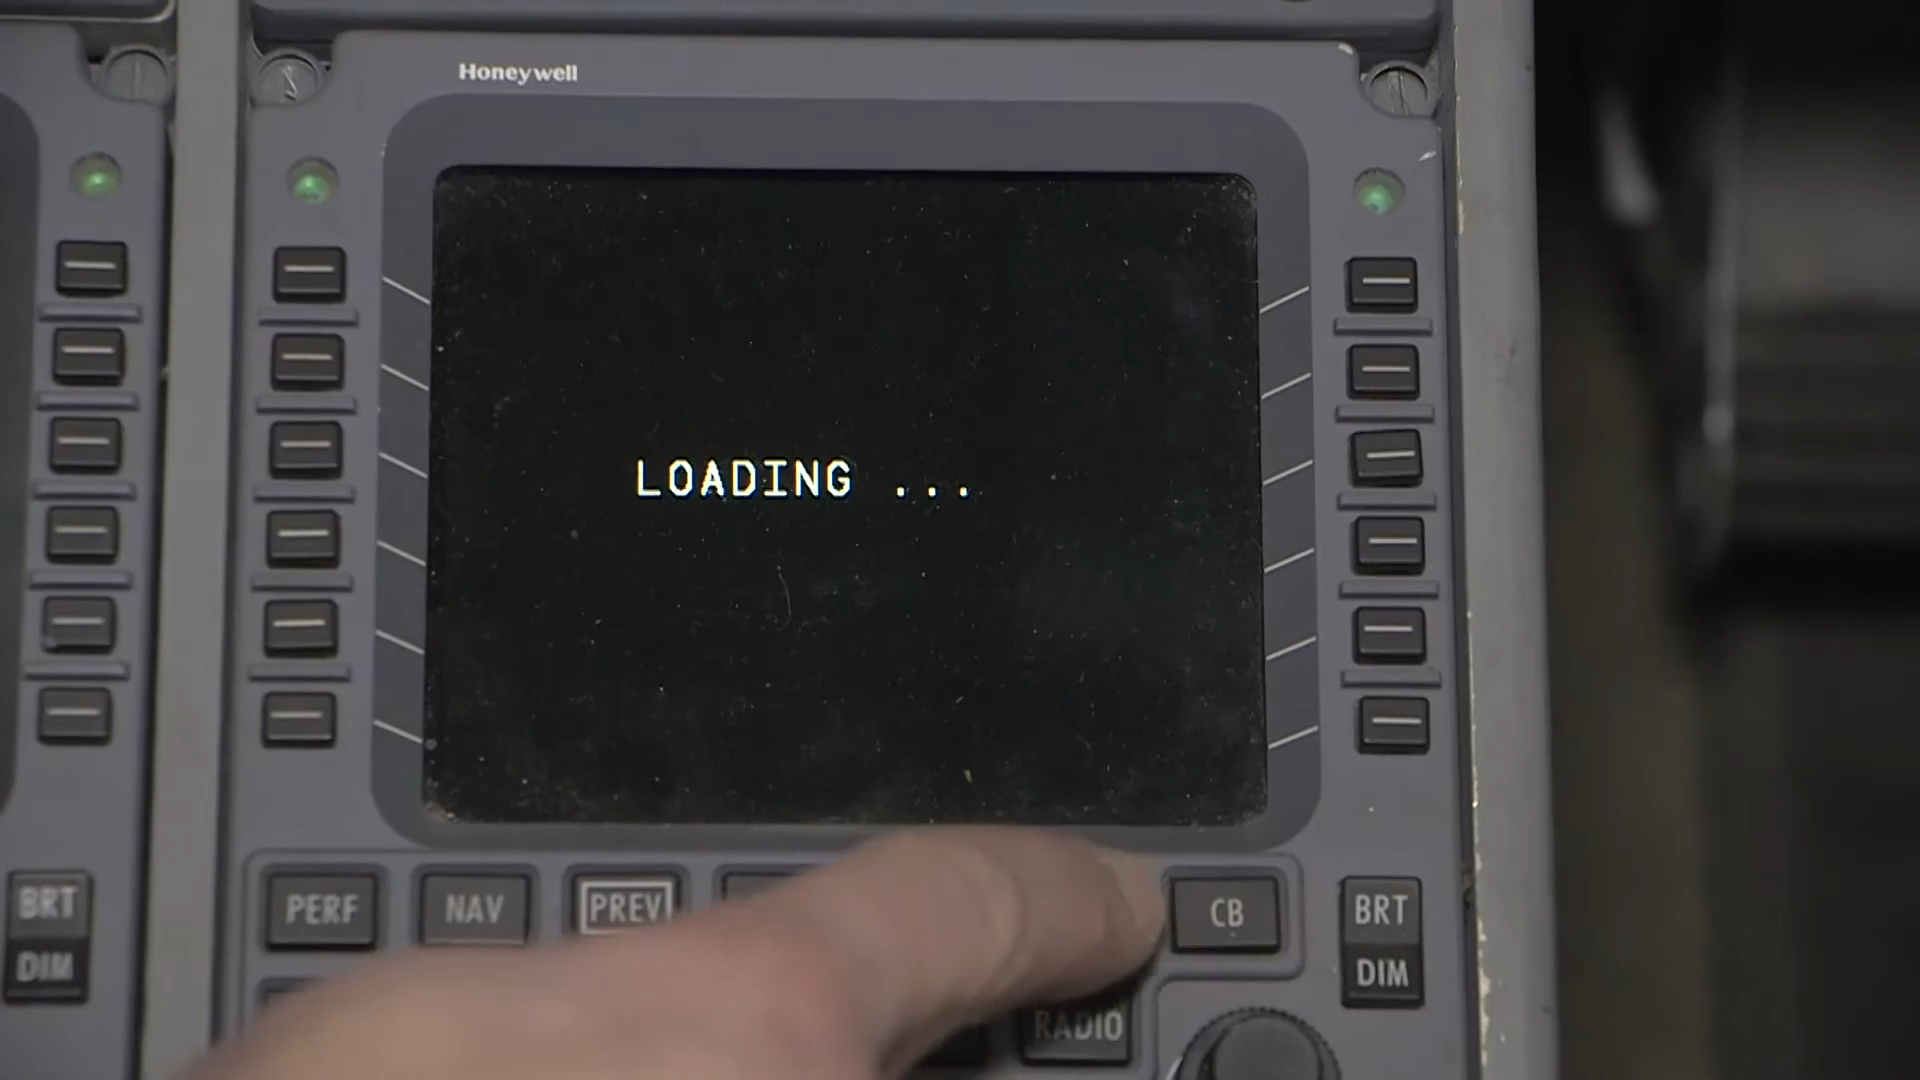 Honeywell
LOADING ...
PERF
NAV
PREV
CB
BRT
DIM
BRT
DIM
RADIO